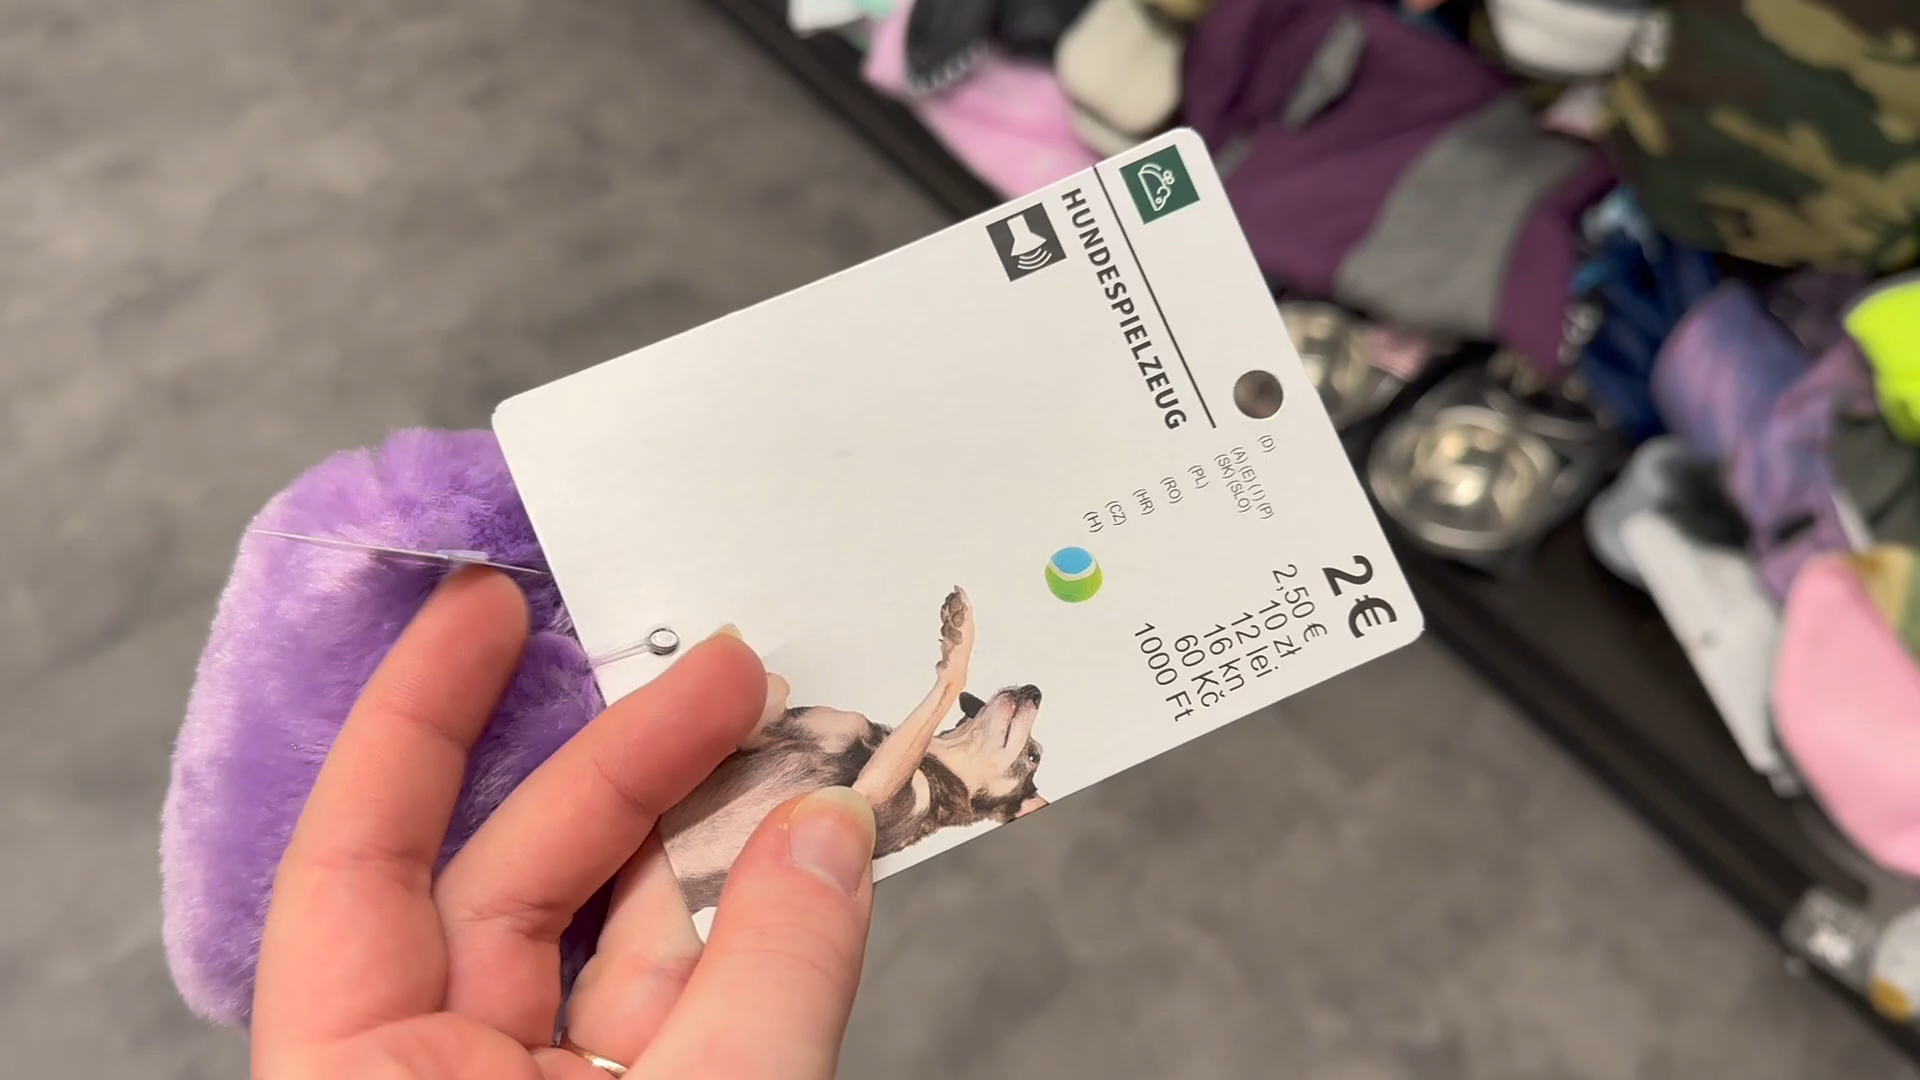 HUNDESPIELZEUG
(D) 2€
(A) (E) (I) (P)
(SK) (SLO) 2,50 €
(PL) 10 zł
(RO) 12 lei
(HR) 16 kn
(CZ) 60 Kč
(H) 1000 Ft